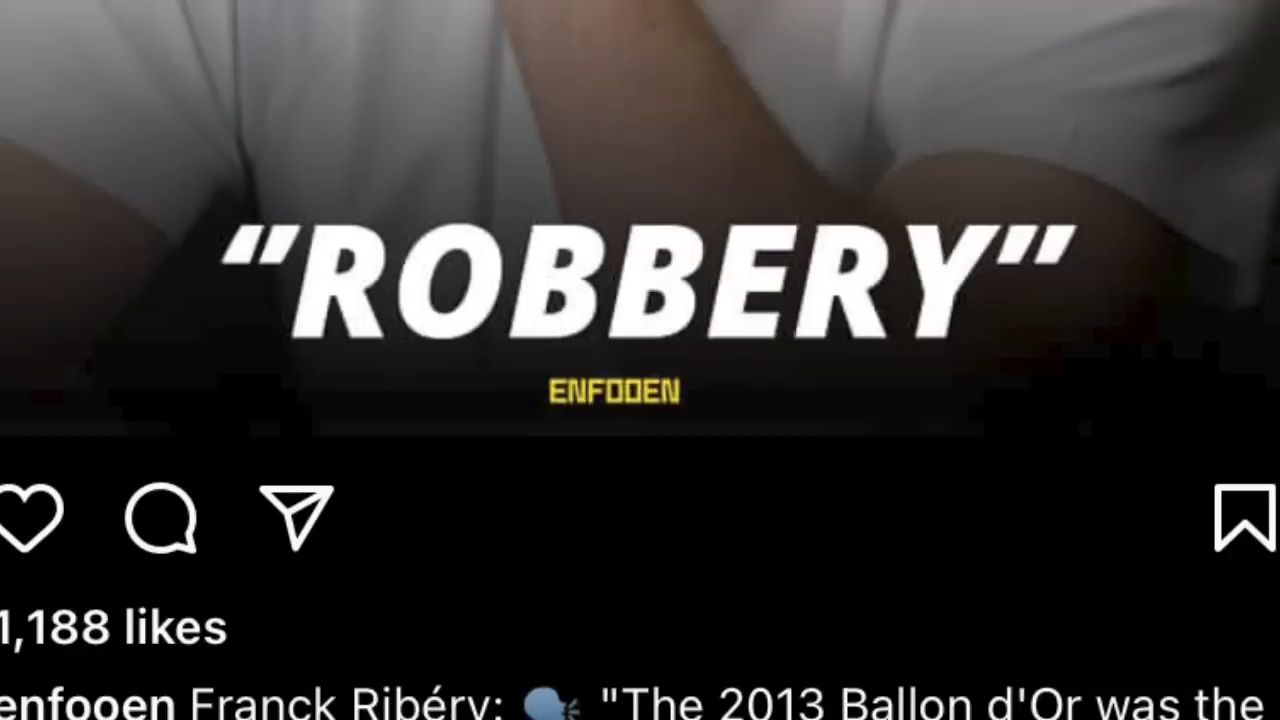 “ROBBERY”
ENFOOEN
1,188 likes
enfooen Franck Ribéry: 🗣️ "The 2013 Ballon d'Or was the